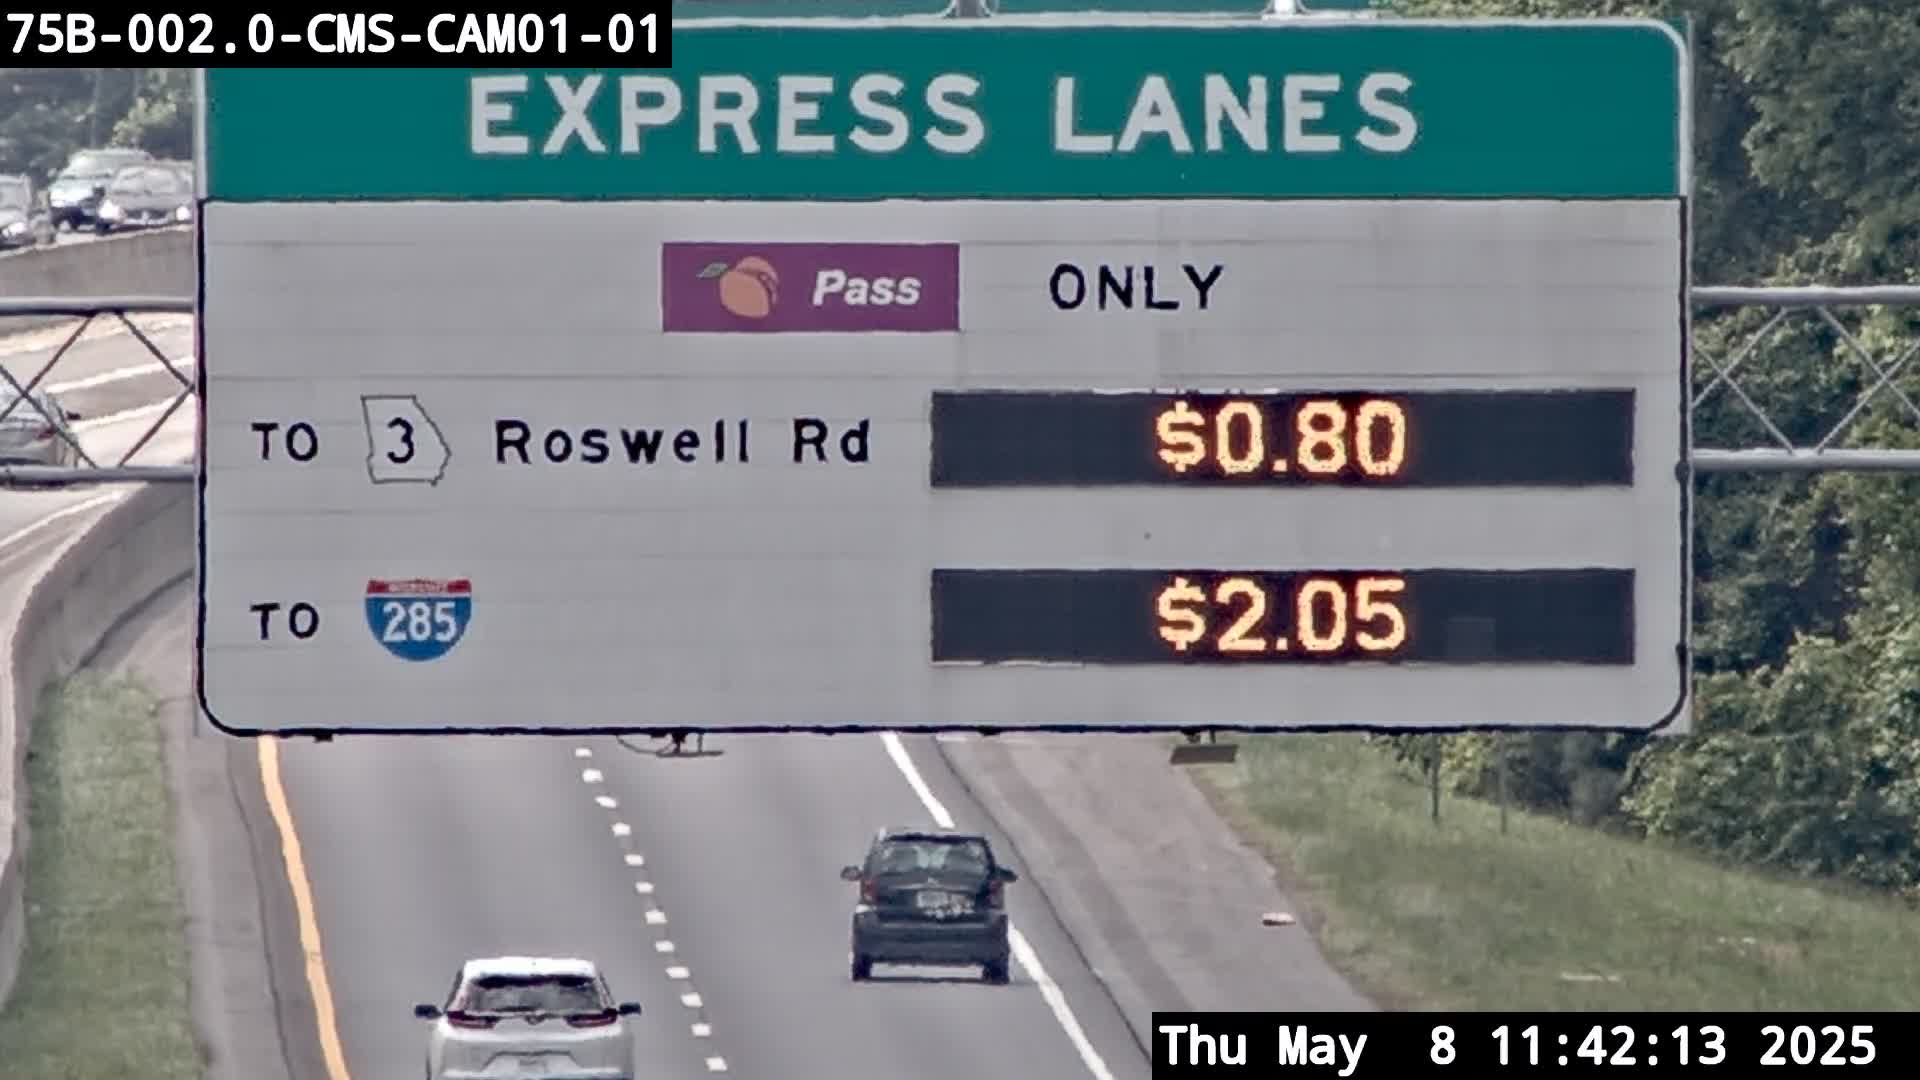 75B-002.0-CMS-CAM01-01
EXPRESS LANES
Pass ONLY
TO 3 Roswell Rd $0.80
TO 285 $2.05
Thu May 8 11:42:13 2025